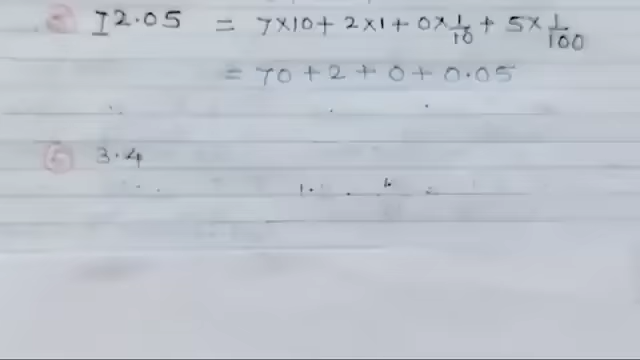 72.05 = 7×10 + 2×1 + 0×1/10 + 5×1/100
= 70 + 2 + 0 + 0.05
3.4